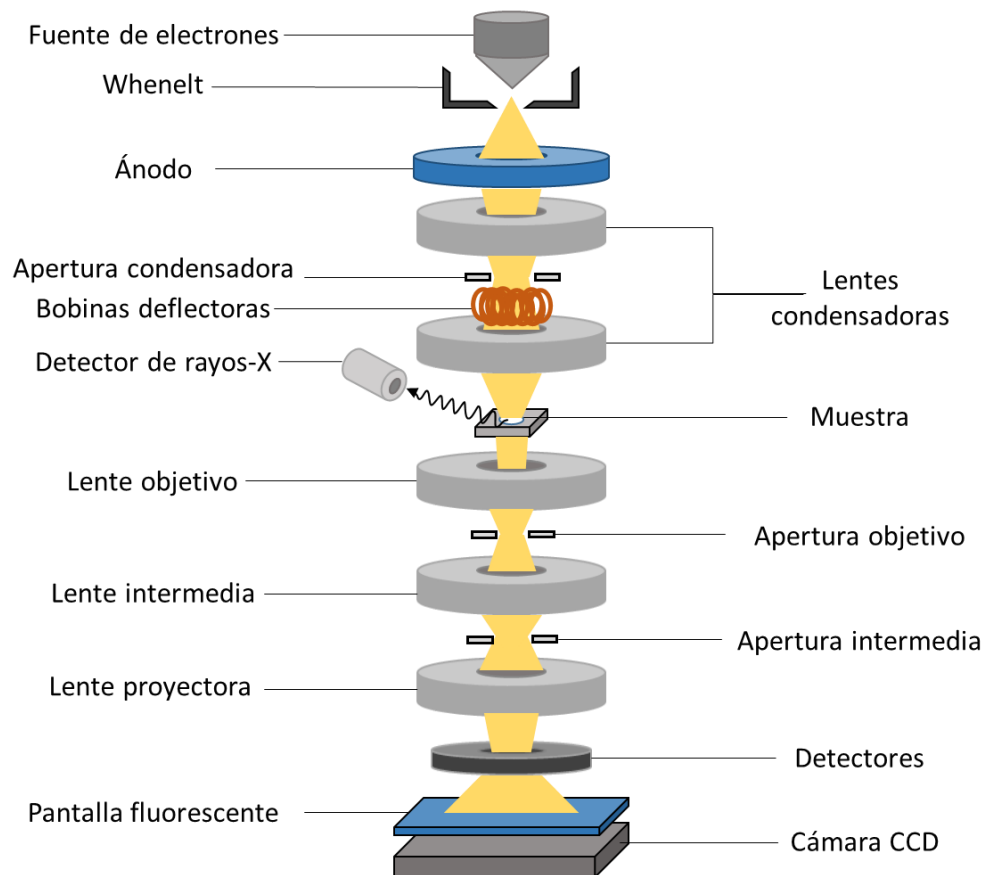 Fuente de electrones
Whenelt
Ánodo
Apertura condensadora
Bobinas deflectoras
Lentes
condensadoras
Detector de rayos-X
Muestra
Lente objetivo
Apertura objetivo
Lente intermedia
Apertura intermedia
Lente proyectora
Detectores
Pantalla fluorescente
Cámara CCD